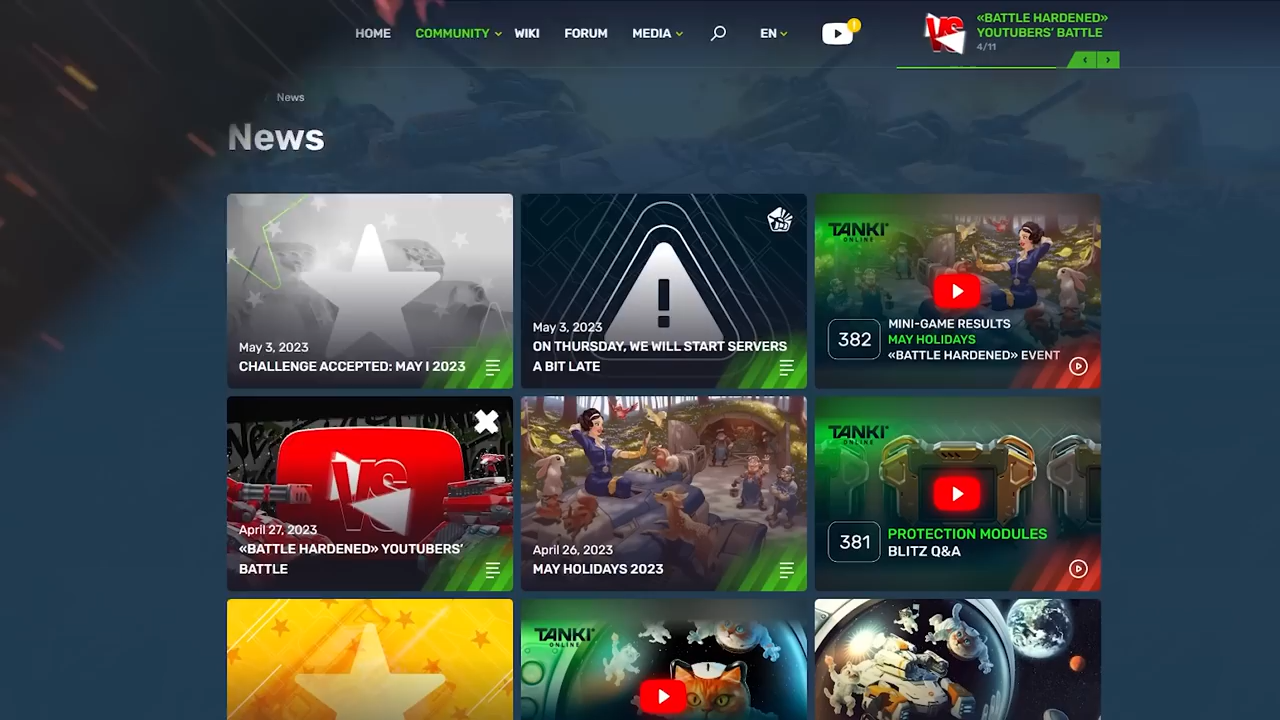 HOME
COMMUNITY
WIKI
FORUM
MEDIA
EN
«BATTLE HARDENED»
YOUTUBERS' BATTLE
4/11
News
News
May 3, 2023
CHALLENGE ACCEPTED: MAY I 2023
May 3, 2023
ON THURSDAY, WE WILL START SERVERS
A BIT LATE
TANKI
ONLINE
382
MINI-GAME RESULTS
MAY HOLIDAYS
«BATTLE HARDENED» EVENT
VS
April 27, 2023
«BATTLE HARDENED» YOUTUBERS'
BATTLE
April 26, 2023
MAY HOLIDAYS 2023
TANKI
ONLINE
381
PROTECTION MODULES
BLITZ Q&A
TANKI
ONLINE